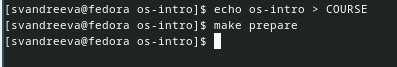 [svandreeva@fedora os-intro]$ echo os-intro > COURSE
[svandreeva@fedora os-intro]$ make prepare
[svandreeva@fedora os-intro]$